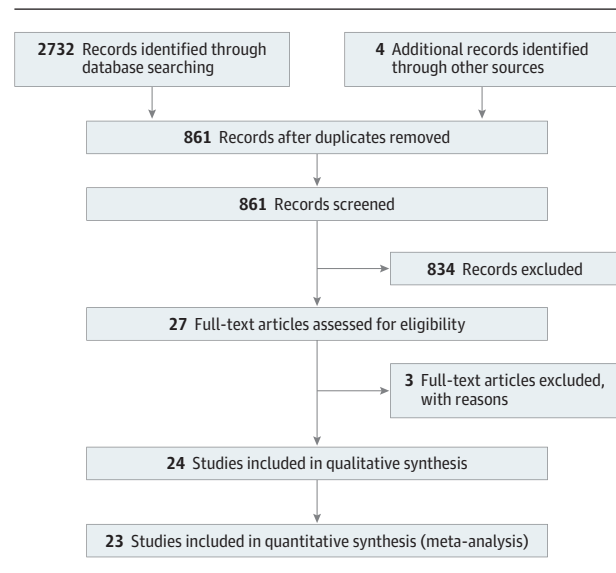 2732 Records identified through
database searching
4 Additional records identified
through other sources
861 Records after duplicates removed
861 Records screened
834 Records excluded
27 Full-text articles assessed for eligibility
3 Full-text articles excluded,
with reasons
24 Studies included in qualitative synthesis
23 Studies included in quantitative synthesis (meta-analysis)